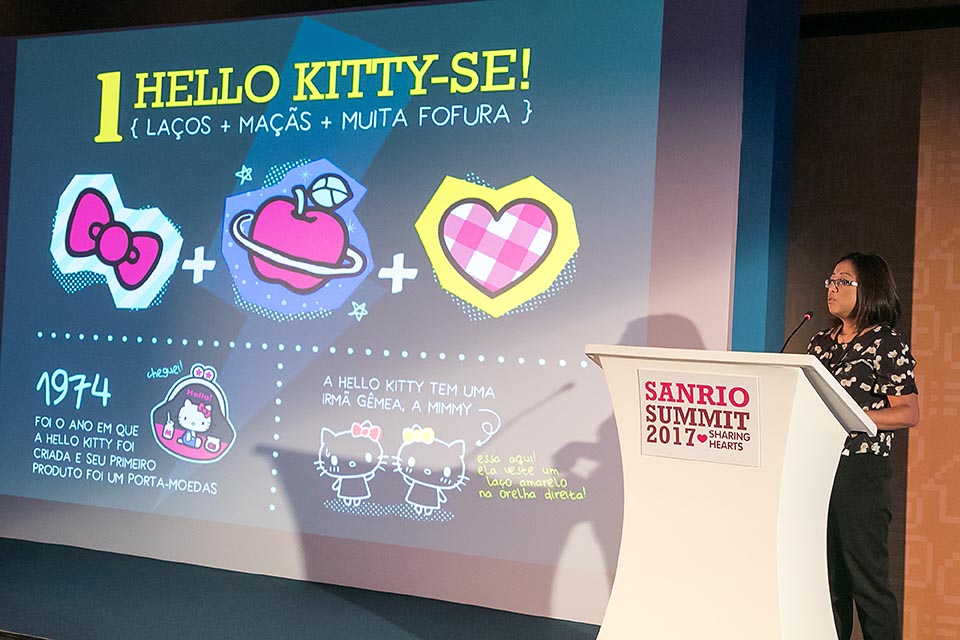 1 HELLO KITTY-SE!
{ LAÇOS + MAÇÃS + MUITA FOFURA }
+ +
1974
FOI O ANO EM QUE
A HELLO KITTY FOI
CRIADA E SEU PRIMEIRO
PRODUTO FOI UM PORTA-MOEDAS
cheguei!
Hello!
A HELLO KITTY TEM UMA
IRMÃ GÊMEA, A MIMMY
essa aqui!
ela veste um
laço amarelo
na orelha direita!
SANRIO
SUMMIT
2017 SHARING
HEARTS